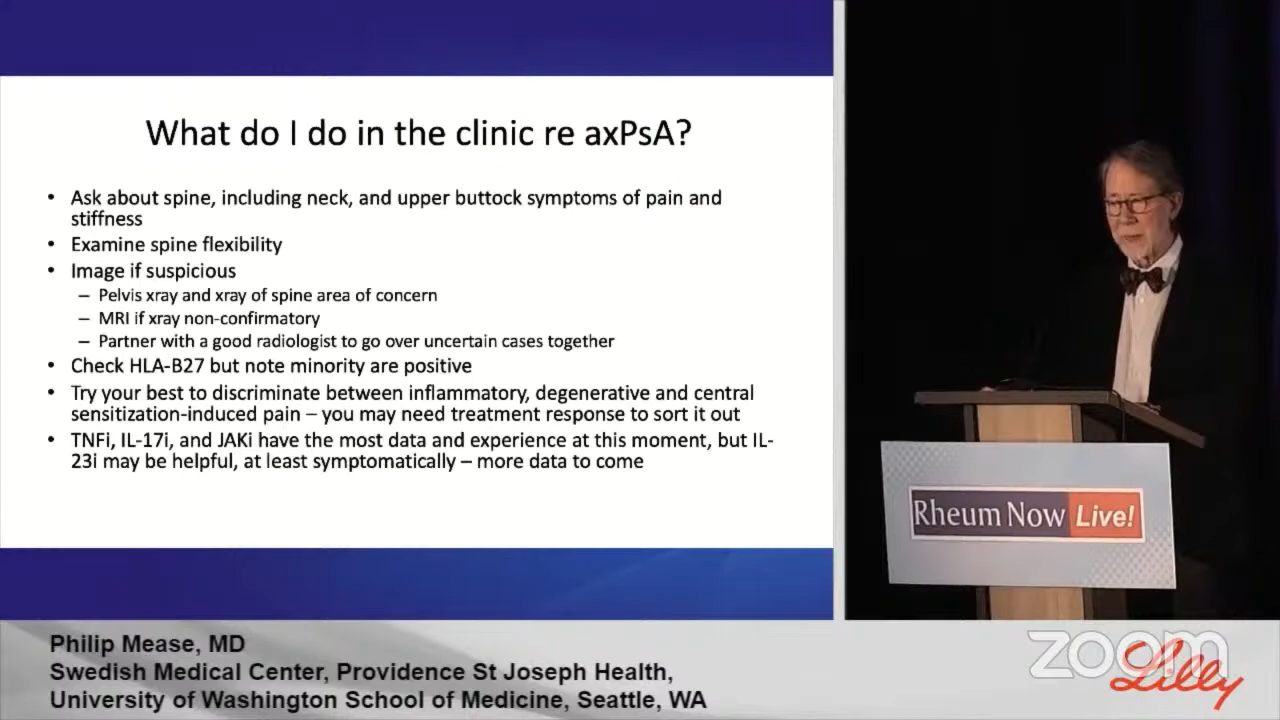 What do I do in the clinic re axPsA?
• Ask about spine, including neck, and upper buttock symptoms of pain and
stiffness
• Examine spine flexibility
• Image if suspicious
– Pelvis xray and xray of spine area of concern
– MRI if xray non-confirmatory
– Partner with a good radiologist to go over uncertain cases together
• Check HLA-B27 but note minority are positive
• Try your best to discriminate between inflammatory, degenerative and central
sensitization-induced pain – you may need treatment response to sort it out
• TNFi, IL-17i, and JAKi have the most data and experience at this moment, but IL-
23i may be helpful, at least symptomatically – more data to come
Rheum Now Live!
Philip Mease, MD
Swedish Medical Center, Providence St Joseph Health,
University of Washington School of Medicine, Seattle, WA
zoom
Lilly